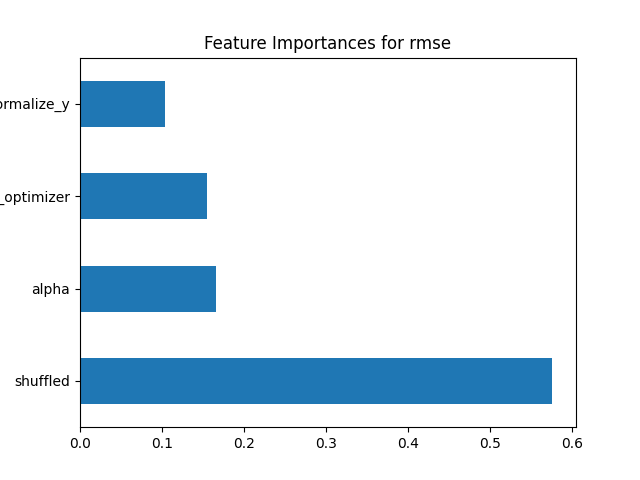 Feature Importances for rmse
ormalize_y
_optimizer
alpha
shuffled
0.0 0.1 0.2 0.3 0.4 0.5 0.6